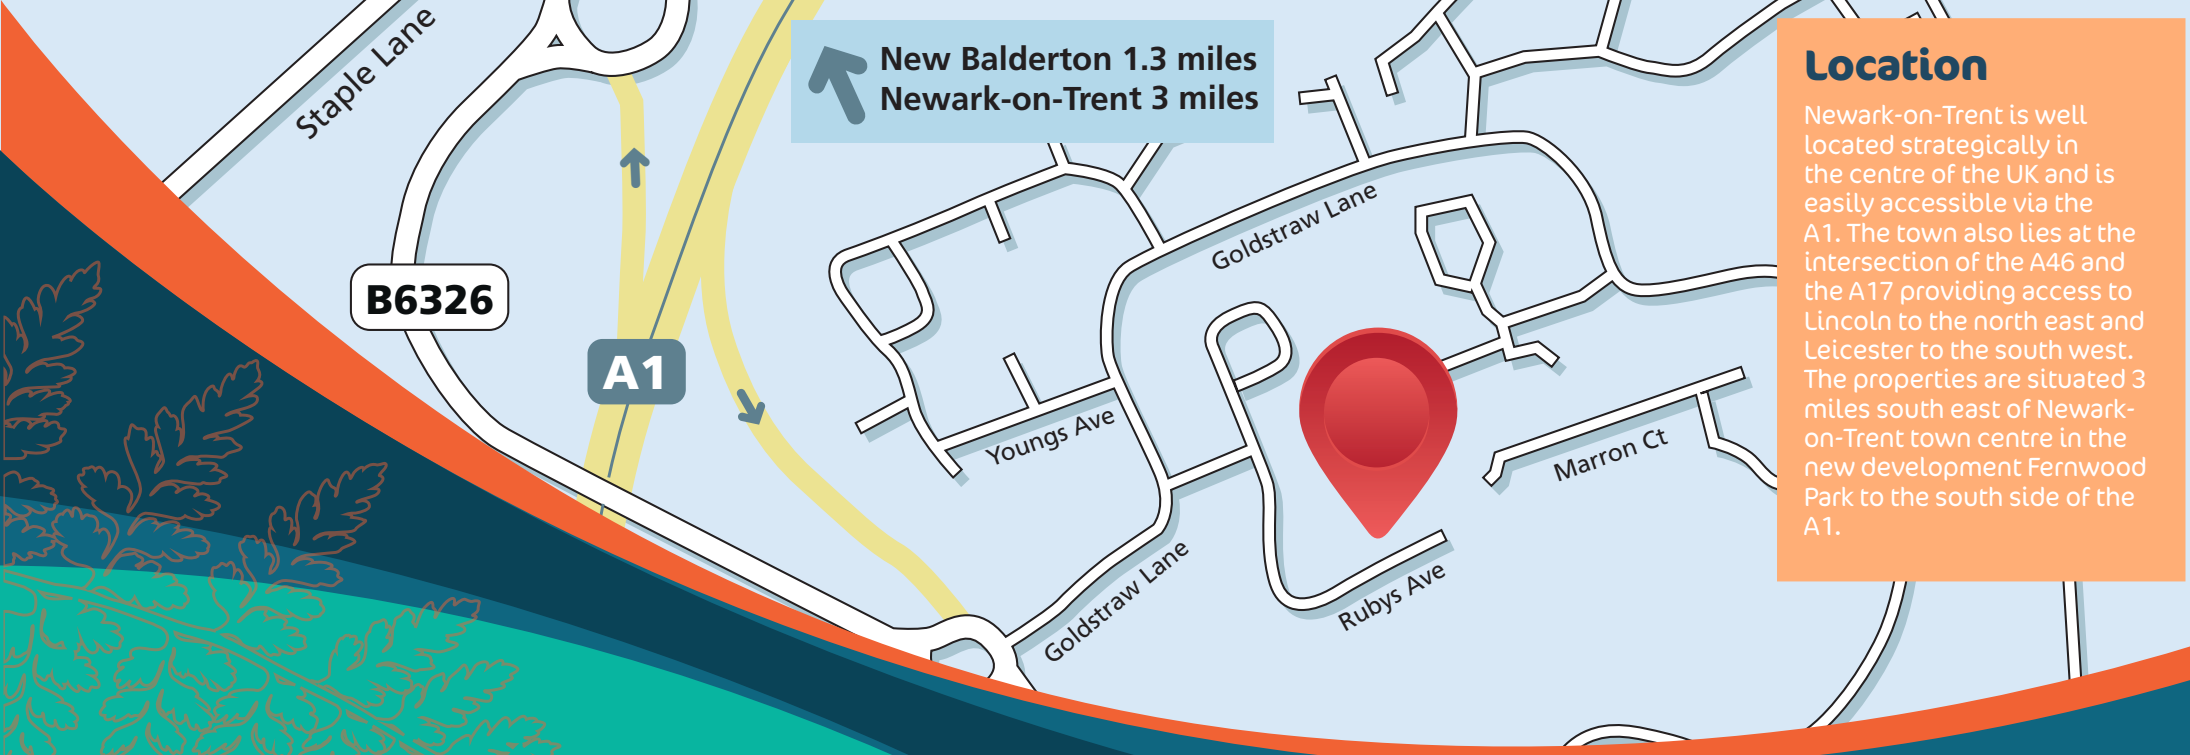 Staple Lane
New Balderton 1.3 miles
Newark-on-Trent 3 miles
B6326
A1
Goldstraw Lane
Youngs Ave
Marron Ct
Goldstraw Lane
Rubys Ave
Location
Newark-on-Trent is well
located strategically in
the centre of the UK and is
easily accessible via the
A1. The town also lies at the
intersection of the A46 and
the A17 providing access to
Lincoln to the north east and
Leicester to the south west.
The properties are situated 3
miles south east of Newark-
on-Trent town centre in the
new development Fernwood
Park to the south side of the
A1.